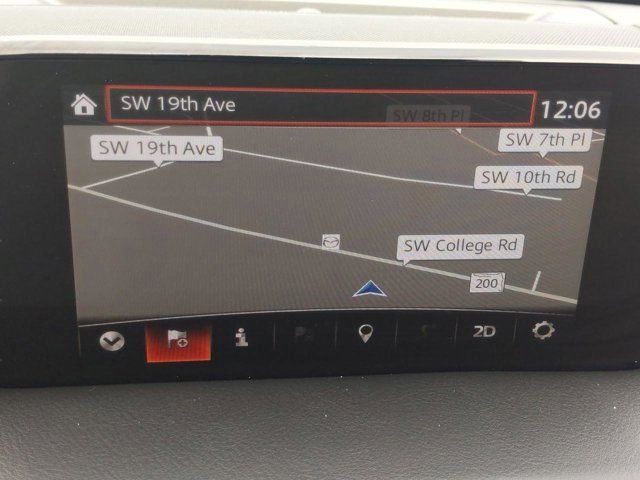 SW 19th Ave
12:06
SW 8th Pl
SW 7th Pl
SW 19th Ave
SW 10th Rd
SW College Rd
200
2D